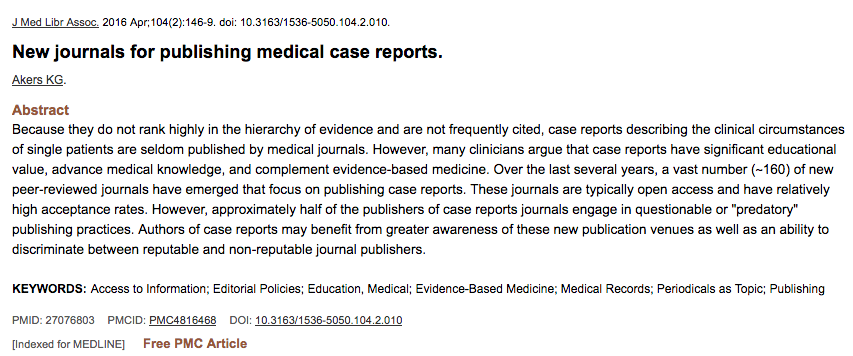 J Med Libr Assoc. 2016 Apr;104(2):146-9. doi: 10.3163/1536-5050.104.2.010.
New journals for publishing medical case reports.
Akers KG.
Abstract
Because they do not rank highly in the hierarchy of evidence and are not frequently cited, case reports describing the clinical circumstances
of single patients are seldom published by medical journals. However, many clinicians argue that case reports have significant educational
value, advance medical knowledge, and complement evidence-based medicine. Over the last several years, a vast number (~160) of new
peer-reviewed journals have emerged that focus on publishing case reports. These journals are typically open access and have relatively
high acceptance rates. However, approximately half of the publishers of case reports journals engage in questionable or "predatory"
publishing practices. Authors of case reports may benefit from greater awareness of these new publication venues as well as an ability to
discriminate between reputable and non-reputable journal publishers.
KEYWORDS: Access to Information; Editorial Policies; Education, Medical; Evidence-Based Medicine; Medical Records; Periodicals as Topic; Publishing
PMID: 27076803 PMCID: PMC4816468 DOI: 10.3163/1536-5050.104.2.010
[Indexed for MEDLINE] Free PMC Article